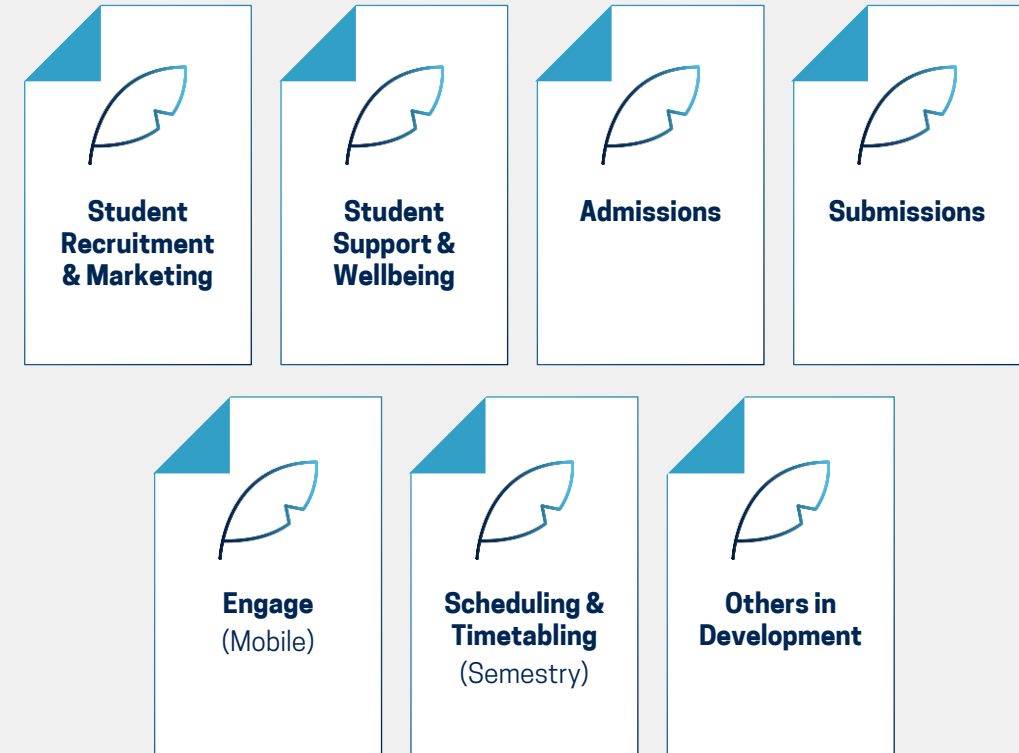 Student
Recruitment
& Marketing
Student
Support &
Wellbeing
Admissions
Submissions
Engage
(Mobile)
Scheduling &
Timetabling
(Semestry)
Others in
Development